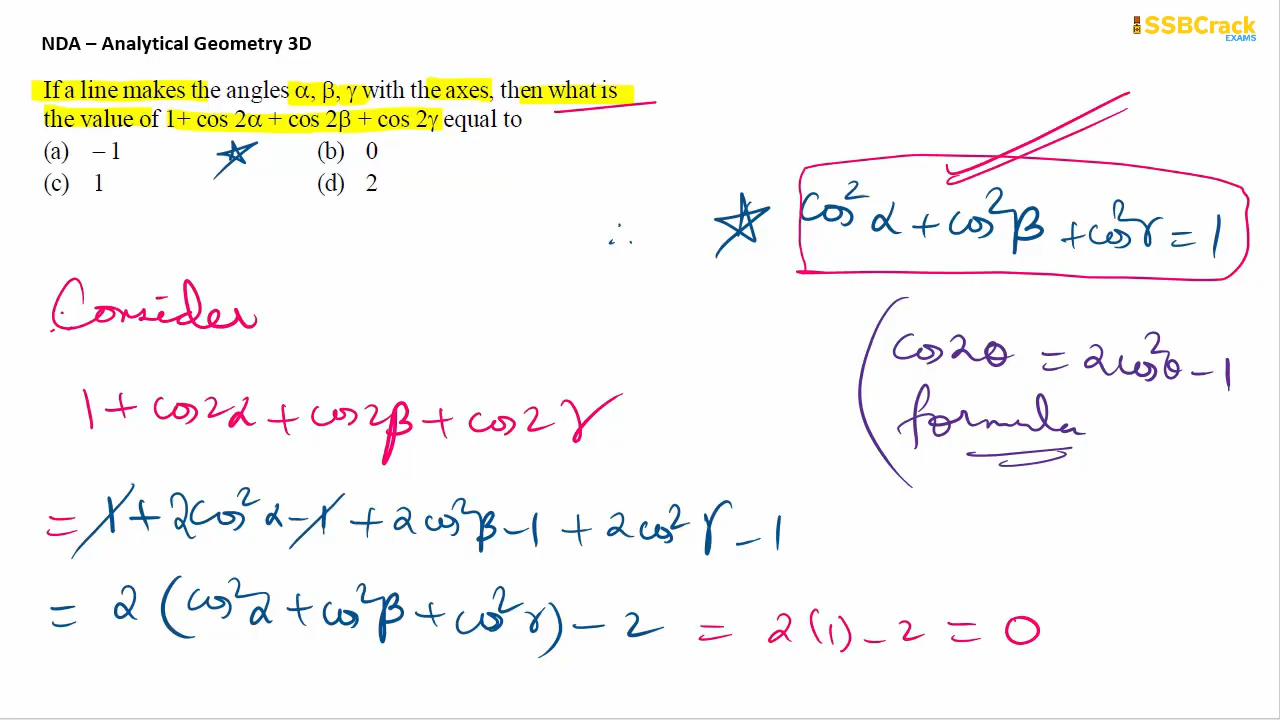 SSBCrack
EXAMS
NDA – Analytical Geometry 3D
If a line makes the angles α, β, γ with the axes, then what is
the value of 1+ cos 2α + cos 2β + cos 2γ equal to
(a) – 1 (b) 0
(c) 1 (d) 2
∴ cos²α + cos²β + cos²γ = 1
Consider
(cos2θ = 2cos²θ - 1
formula
1 + cos2α + cos2β + cos2γ
= 1 + 2cos²α - 1 + 2cos²β - 1 + 2cos²γ - 1
= 2 (cos²α + cos²β + cos²γ) - 2 = 2(1) - 2 = 0